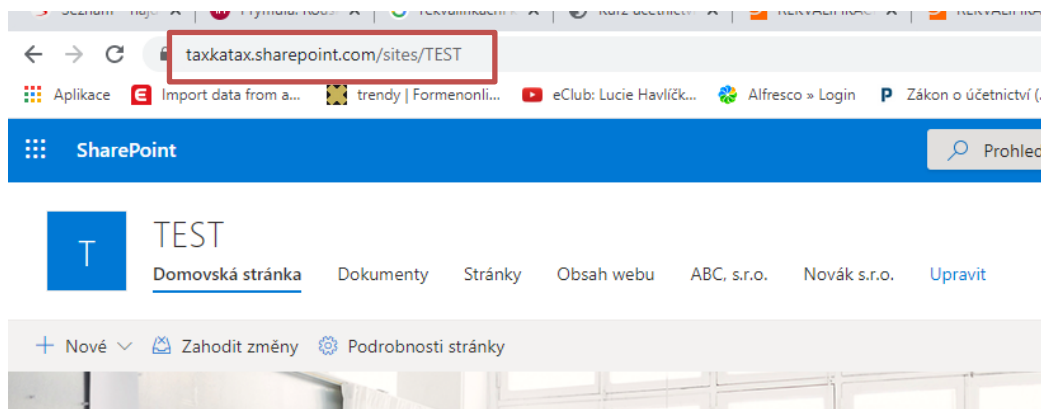 taxkatax.sharepoint.com/sites/TEST
Aplikace Import data from a... trendy | Formenonli... eClub: Lucie Havlíčk... Alfresco » Login Zákon o účetnictví (.
SharePoint Prohled
T TEST
Domovská stránka Dokumenty Stránky Obsah webu ABC, s.r.o. Novák s.r.o. Upravit
Nové Zahodit změny Podrobnosti stránky